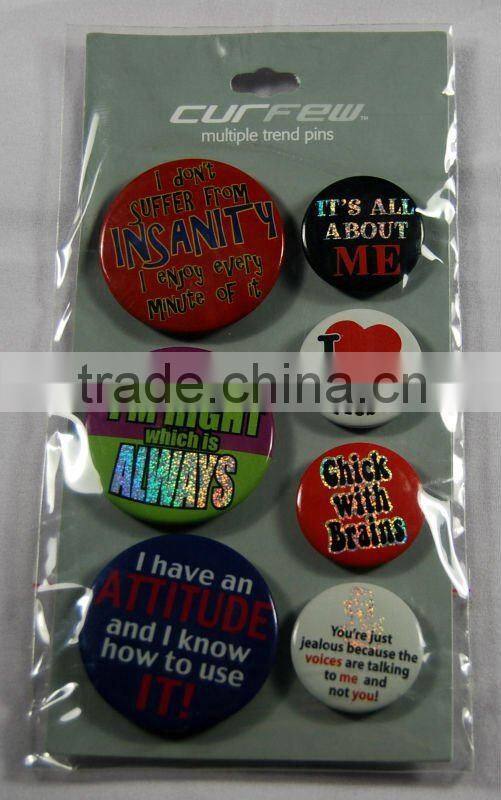 curfew™
multiple trend pins
I don't
SUFFER FROM
INSANITY
I enjoy every
minute of it
IT'S ALL
ABOUT
ME
I
trade.china.cn
I'M RIGHT
which is
ALWAYS
Chick
with
Brains
I have an
ATTITUDE
and I know
how to use
IT!
You're just
jealous because the
voices are talking
to me and
not you!